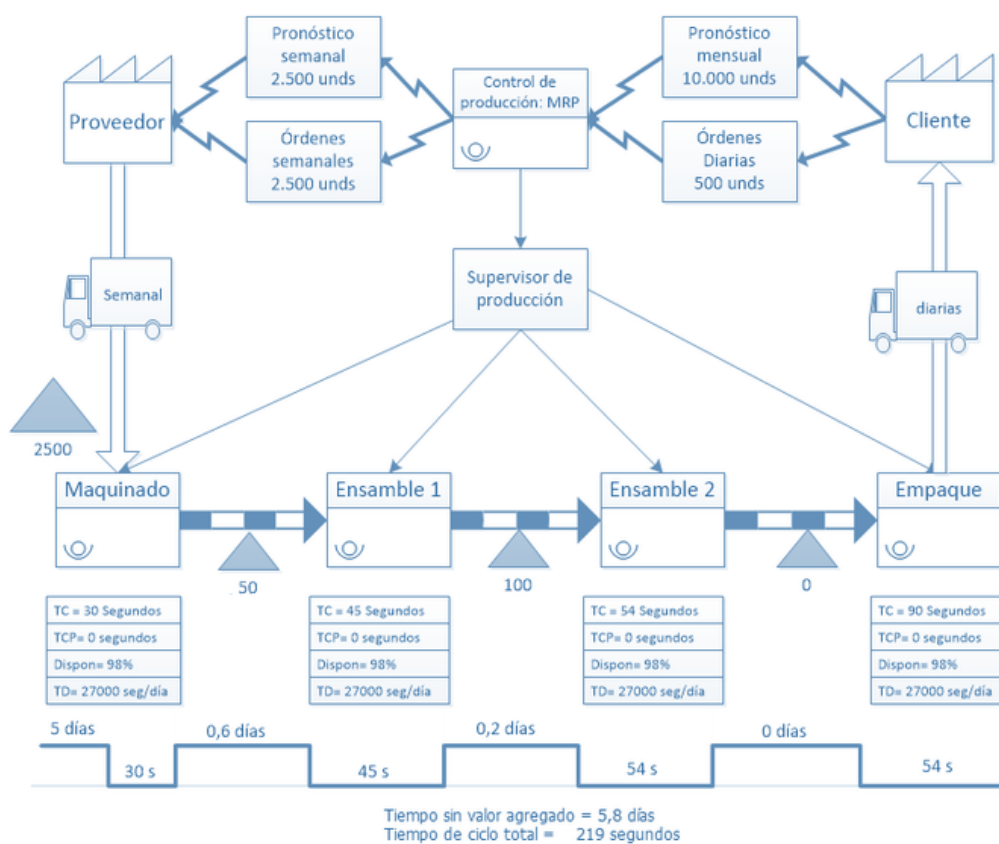 Pronóstico
semanal
2.500 unds
Pronóstico
mensual
10.000 unds
Proveedor
Control de
producción: MRP
Cliente
Órdenes
semanales
2.500 unds
Órdenes
Diarias
500 unds
Semanal
Supervisor de
producción
diarias
2500
Maquinado
Ensamble 1
Ensamble 2
Empaque
50
100
0
TC = 30 Segundos
TCP= 0 segundos
Dispon= 98%
TD= 27000 seg/día
TC = 45 Segundos
TCP= 0 segundos
Dispon= 98%
TD= 27000 seg/día
TC = 54 Segundos
TCP= 0 segundos
Dispon= 98%
TD= 27000 seg/día
TC = 90 Segundos
TCP= 0 segundos
Dispon= 98%
TD= 27000 seg/día
5 días
0,6 días
0,2 días
0 días
30 s
45 s
54 s
54 s
Tiempo sin valor agregado = 5,8 días
Tiempo de ciclo total = 219 segundos